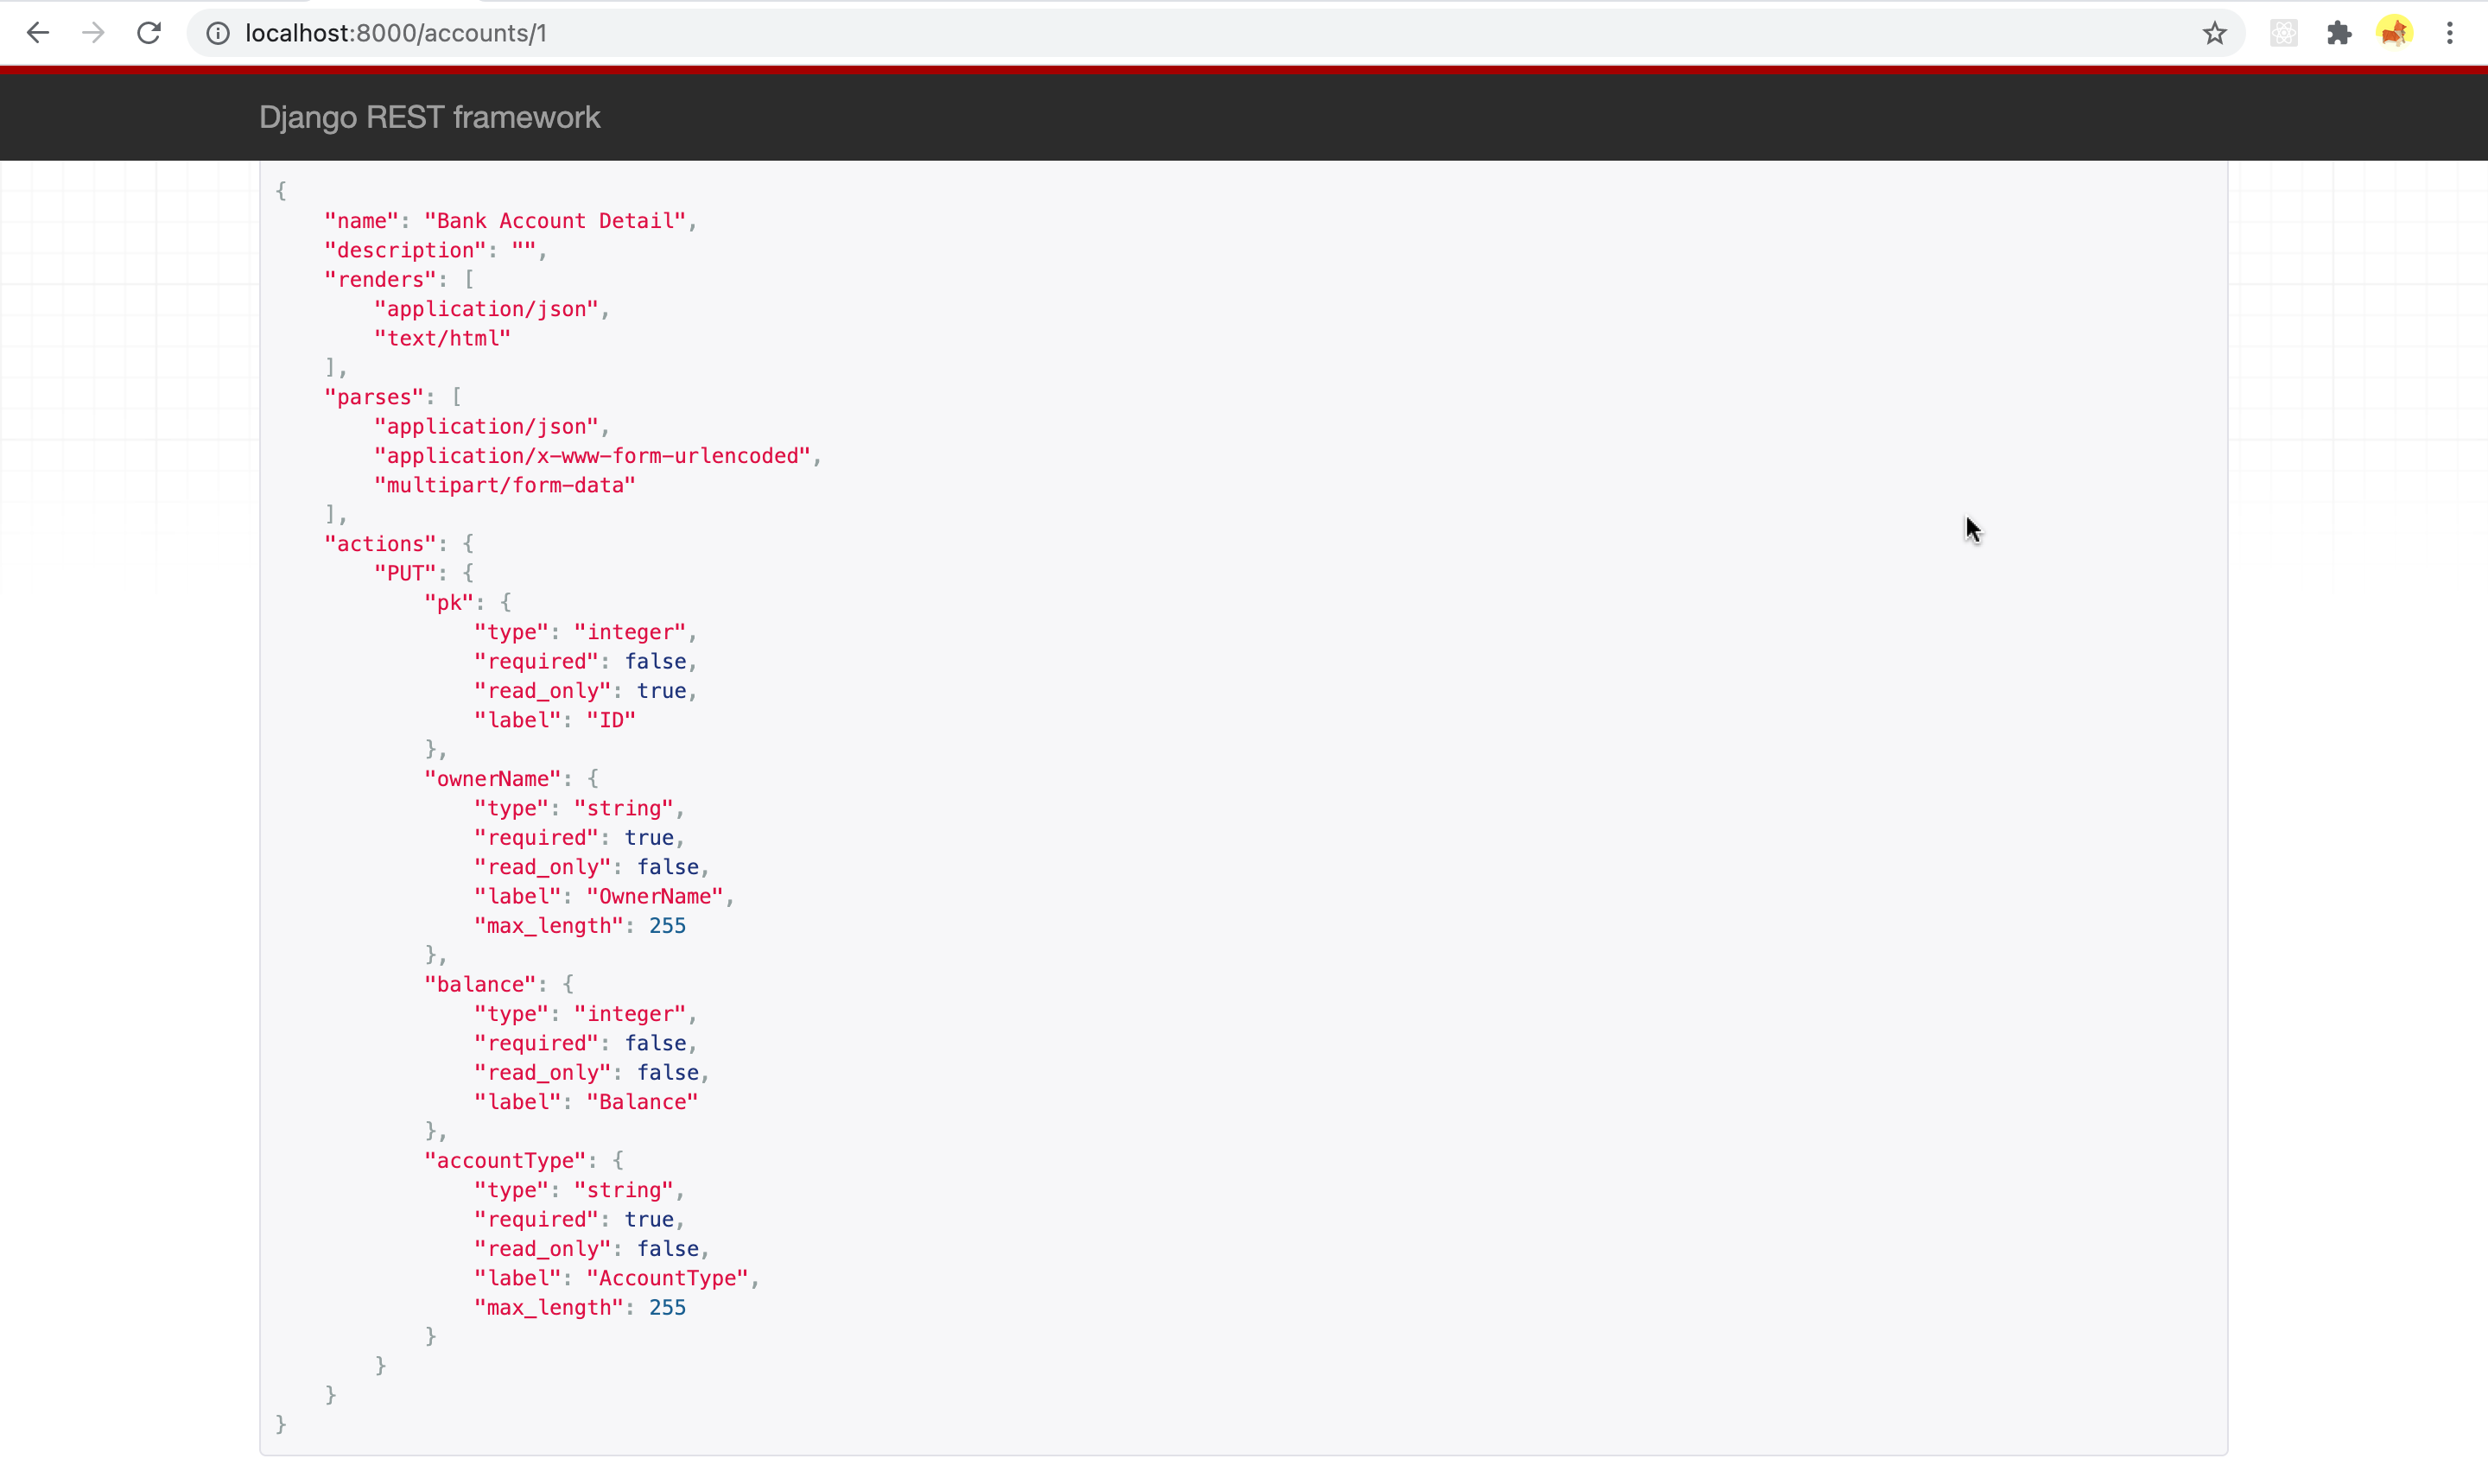 localhost:8000/accounts/1
Django REST framework
{
    "name": "Bank Account Detail",
    "description": "",
    "renders": [
        "application/json",
        "text/html"
    ],
    "parses": [
        "application/json",
        "application/x-www-form-urlencoded",
        "multipart/form-data"
    ],
    "actions": {
        "PUT": {
            "pk": {
                "type": "integer",
                "required": false,
                "read_only": true,
                "label": "ID"
            },
            "ownerName": {
                "type": "string",
                "required": true,
                "read_only": false,
                "label": "OwnerName",
                "max_length": 255
            },
            "balance": {
                "type": "integer",
                "required": false,
                "read_only": false,
                "label": "Balance"
            },
            "accountType": {
                "type": "string",
                "required": true,
                "read_only": false,
                "label": "AccountType",
                "max_length": 255
            }
        }
    }
}